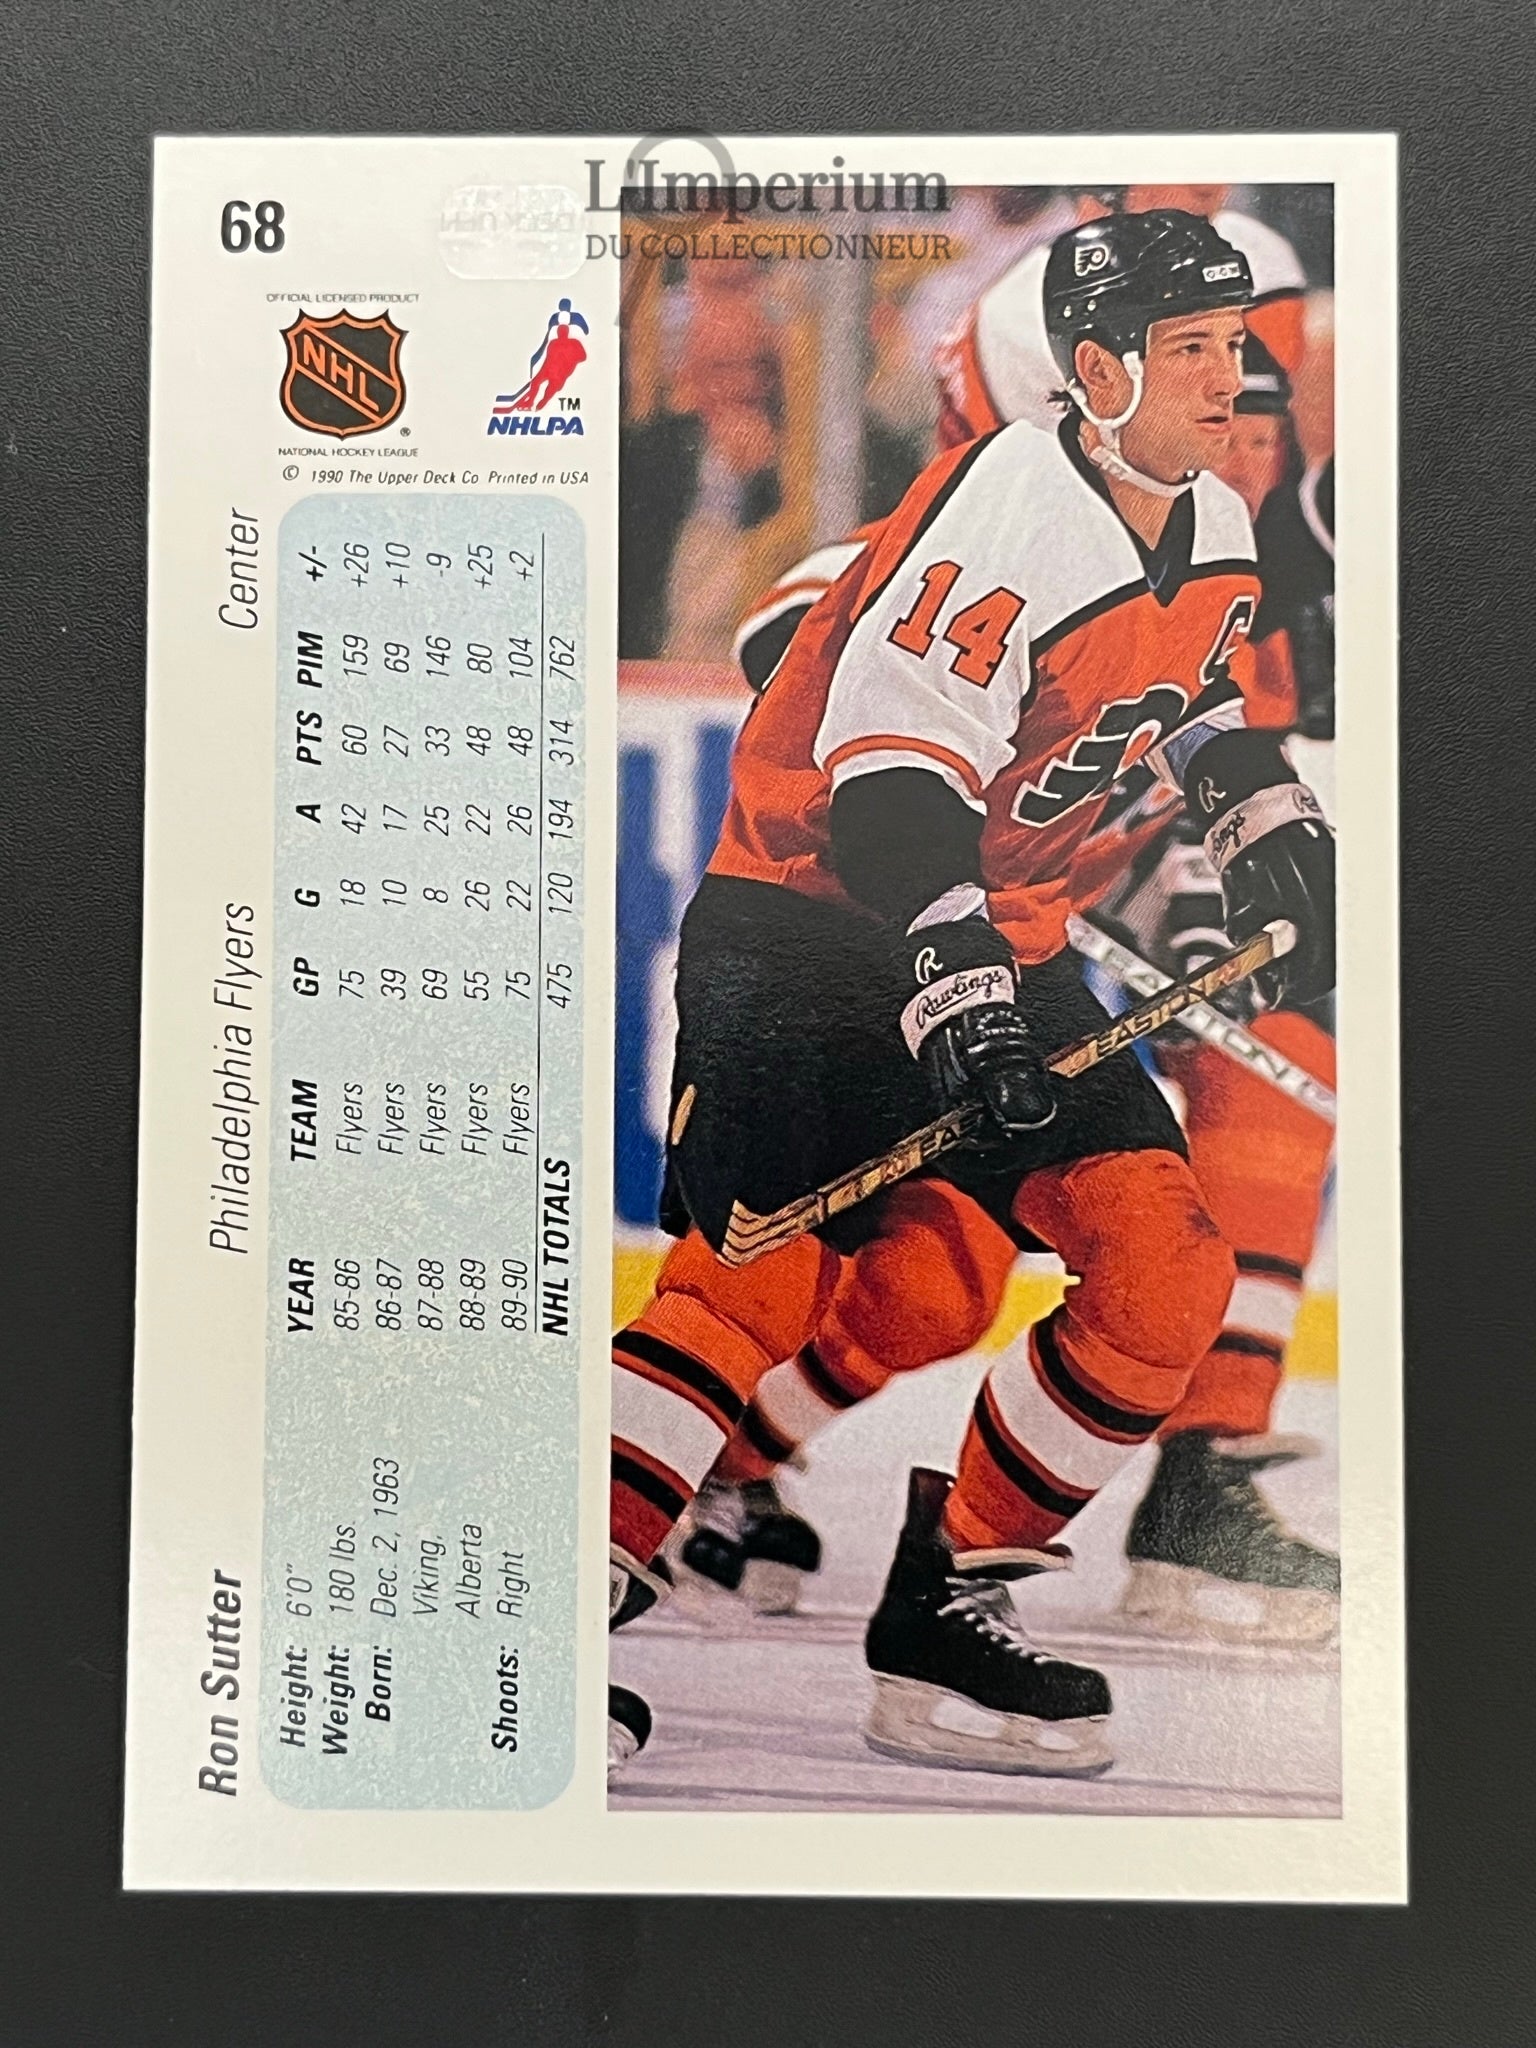 L'Imperium
DU COLLECTIONNEUR
68
OFFICIAL LICENSED PRODUCT
NHL
®
NATIONAL HOCKEY LEAGUE
TM
NHLPA
© 1990 The Upper Deck Co. Printed in USA
Ron Sutter
Philadelphia Flyers
Center
Height: 6'0"
Weight: 180 lbs.
Born: Dec. 2, 1963
Viking,
Alberta
Shoots: Right
YEAR TEAM GP G A PTS PIM +/-
85-86 Flyers 75 18 42 60 159 +26
86-87 Flyers 39 10 17 27 69 +10
87-88 Flyers 69 8 25 33 146 -9
88-89 Flyers 55 26 22 48 80 +25
89-90 Flyers 75 22 26 48 104 +2
NHL TOTALS 475 120 194 314 762
14
C
R
Rawlings
R
EASTON